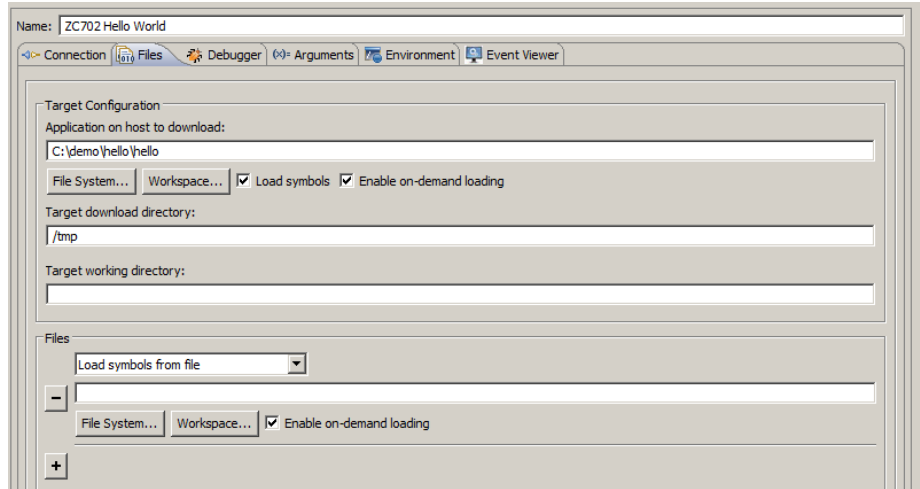 Name: ZC702 Hello World
Connection Files Debugger (x)= Arguments Environment Event Viewer
Target Configuration
Application on host to download:
C:\demo\hello\hello
File System... Workspace... Load symbols Enable on-demand loading
Target download directory:
/tmp
Target working directory:
Files
Load symbols from file
−
File System... Workspace... Enable on-demand loading
+